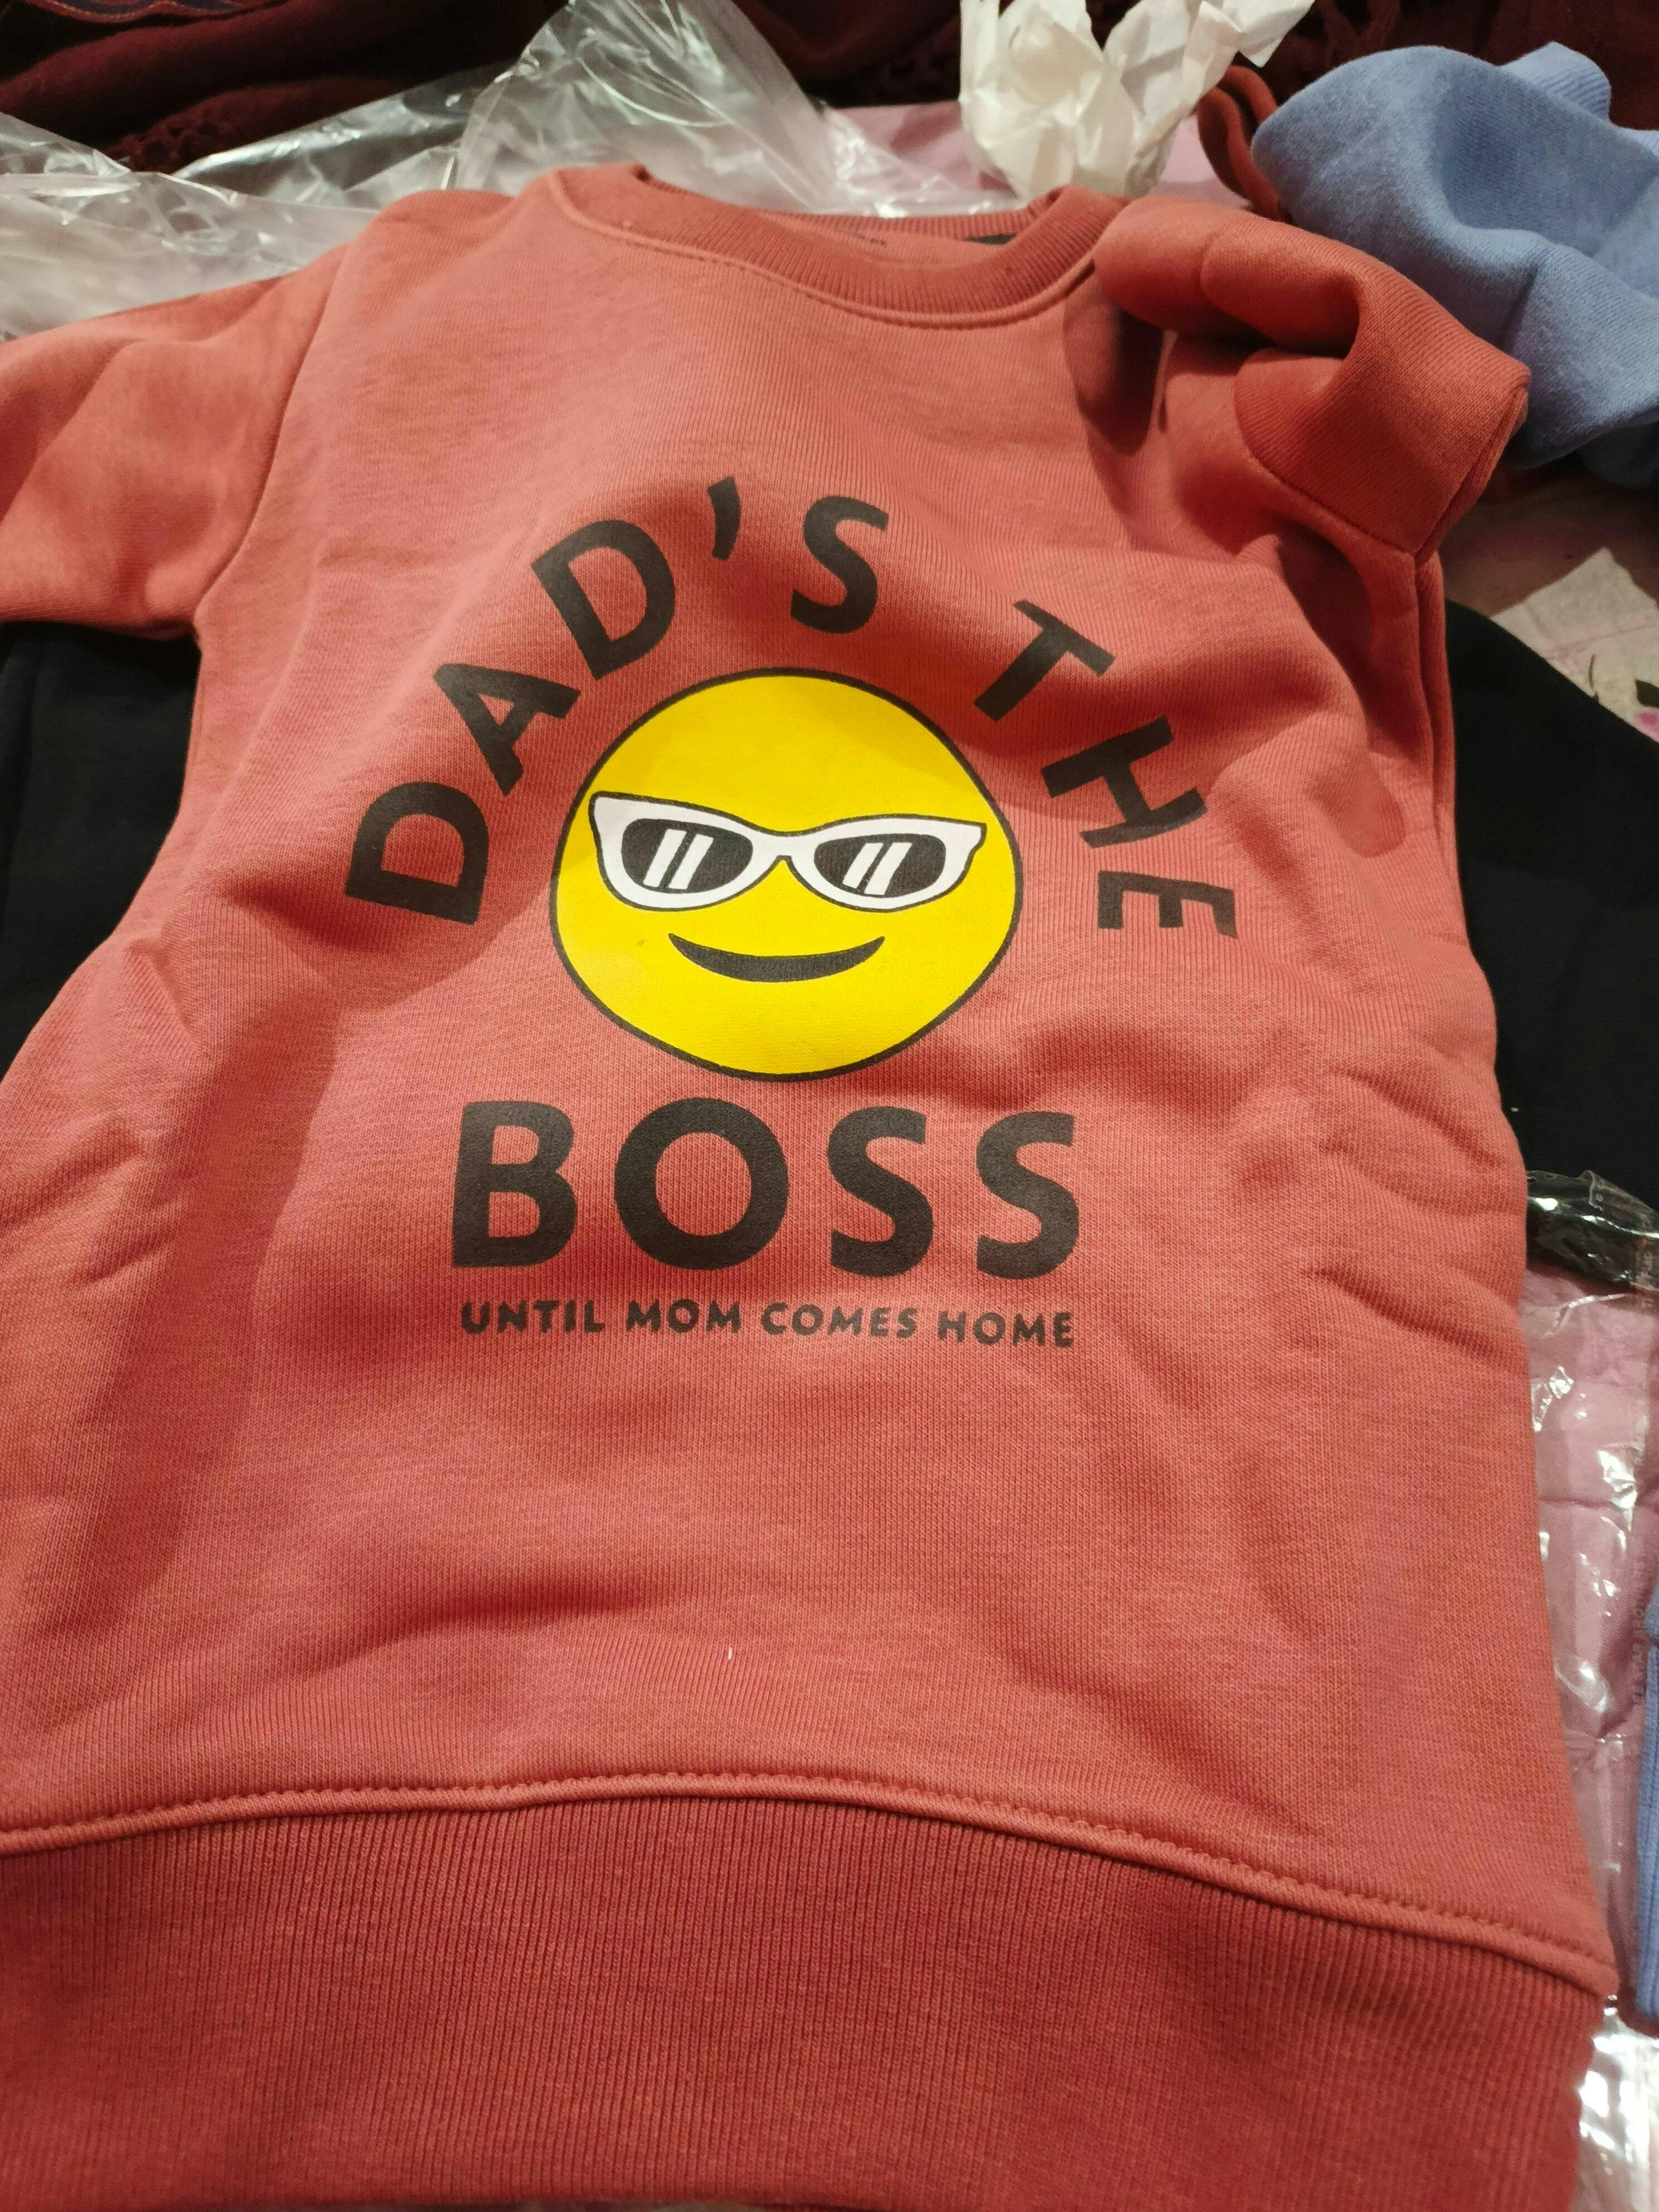 DAD'S THE
BOSS
UNTIL MOM COMES HOME